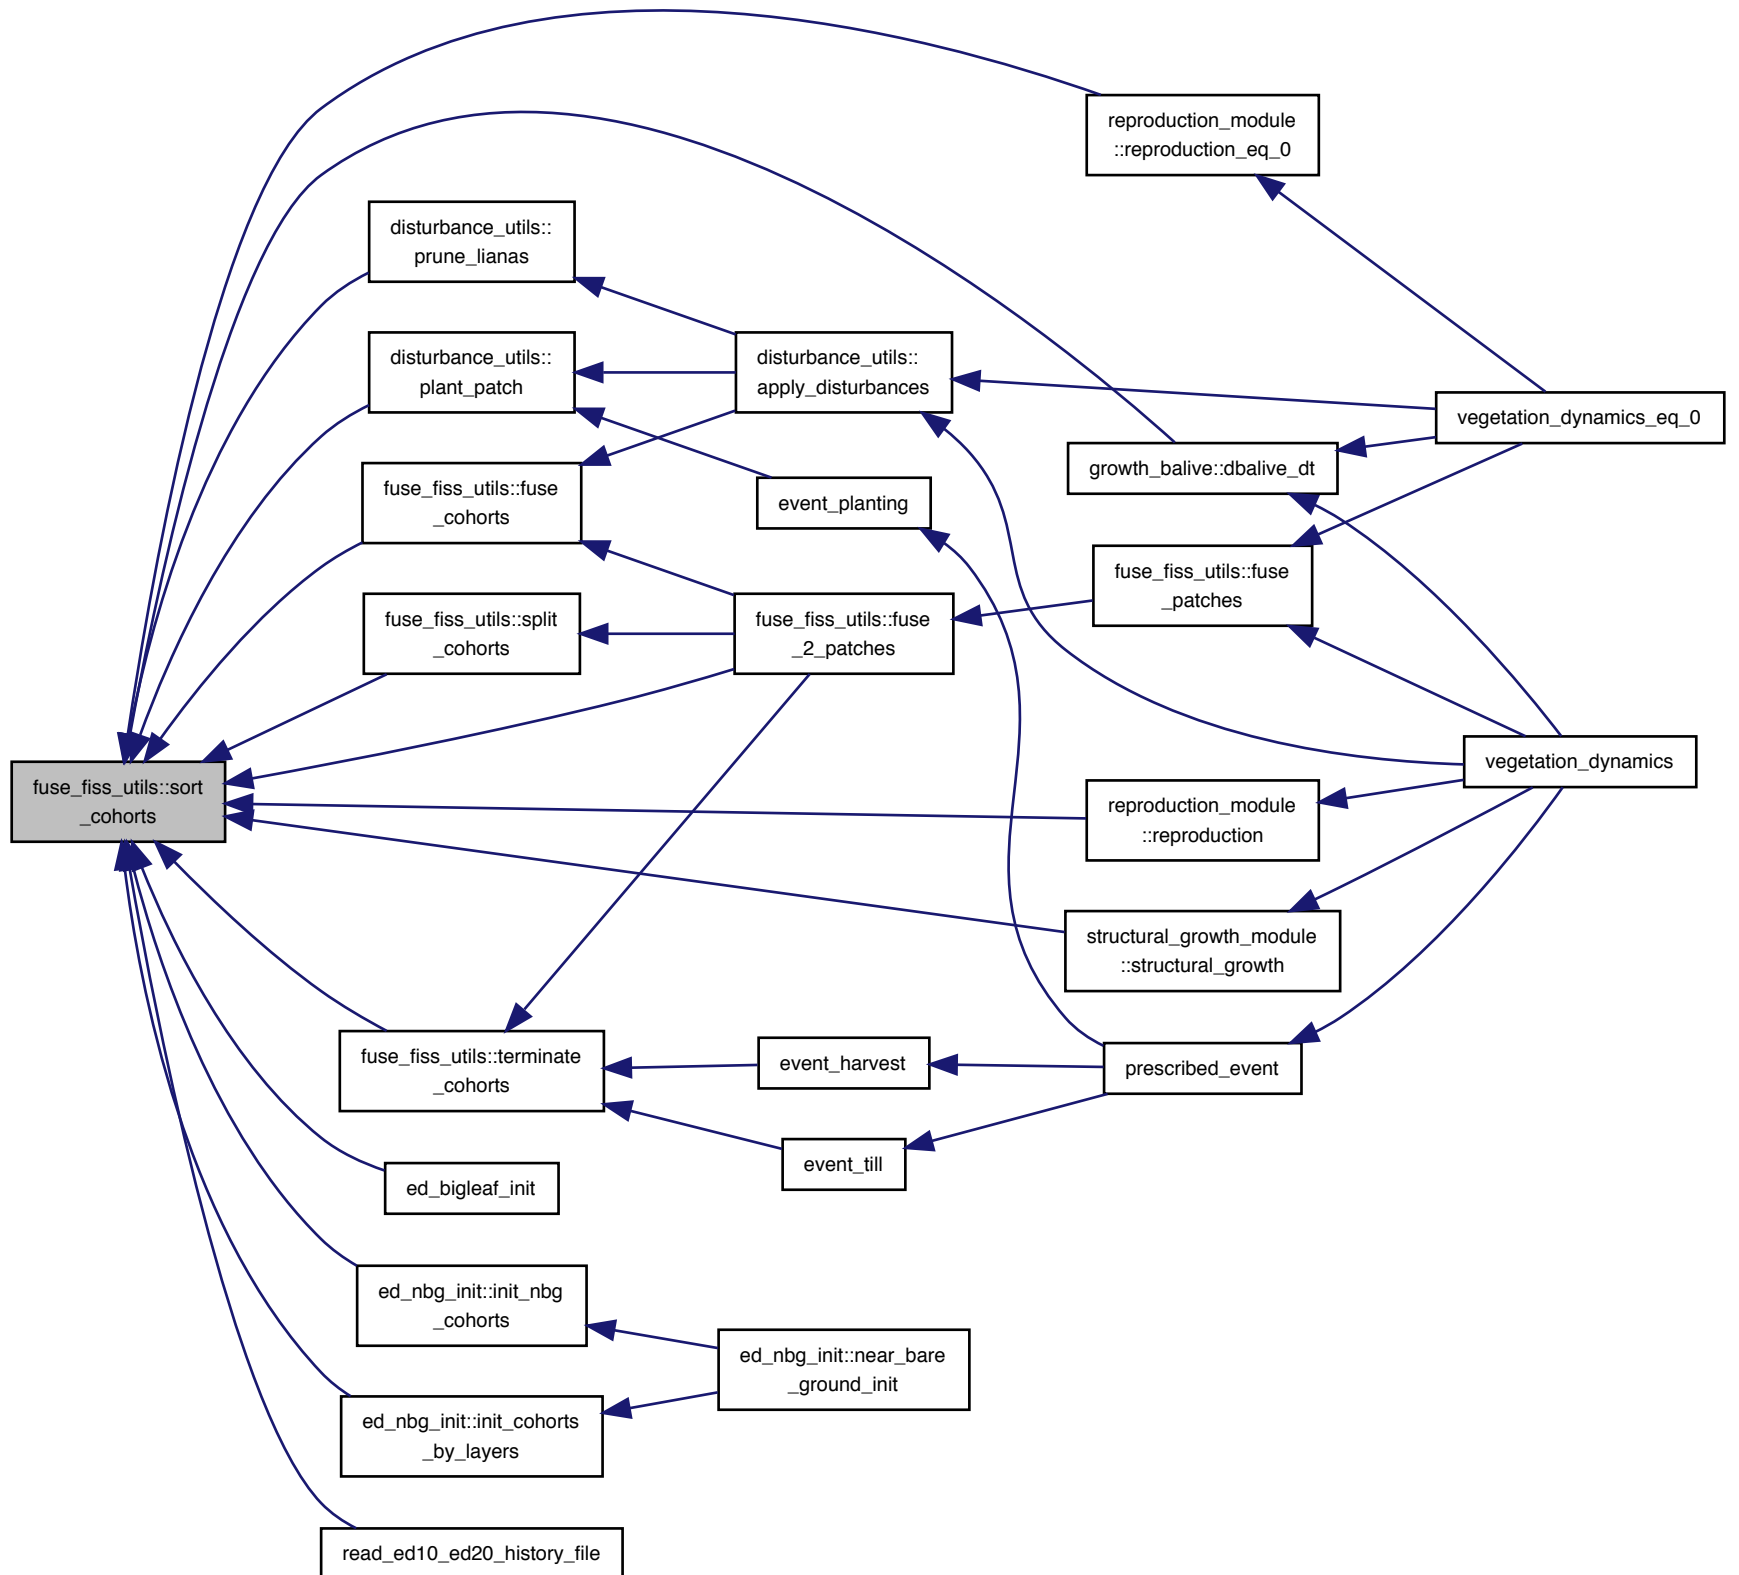 reproduction_module
::reproduction_eq_0
disturbance_utils::
prune_lianas
disturbance_utils::
plant_patch
disturbance_utils::
apply_disturbances
vegetation_dynamics_eq_0
growth_balive::dbalive_dt
fuse_fiss_utils::fuse
_cohorts
event_planting
fuse_fiss_utils::fuse
_patches
fuse_fiss_utils::split
_cohorts
fuse_fiss_utils::fuse
_2_patches
vegetation_dynamics
fuse_fiss_utils::sort
_cohorts
reproduction_module
::reproduction
structural_growth_module
::structural_growth
fuse_fiss_utils::terminate
_cohorts
event_harvest
prescribed_event
event_till
ed_bigleaf_init
ed_nbg_init::init_nbg
_cohorts
ed_nbg_init::near_bare
_ground_init
ed_nbg_init::init_cohorts
_by_layers
read_ed10_ed20_history_file